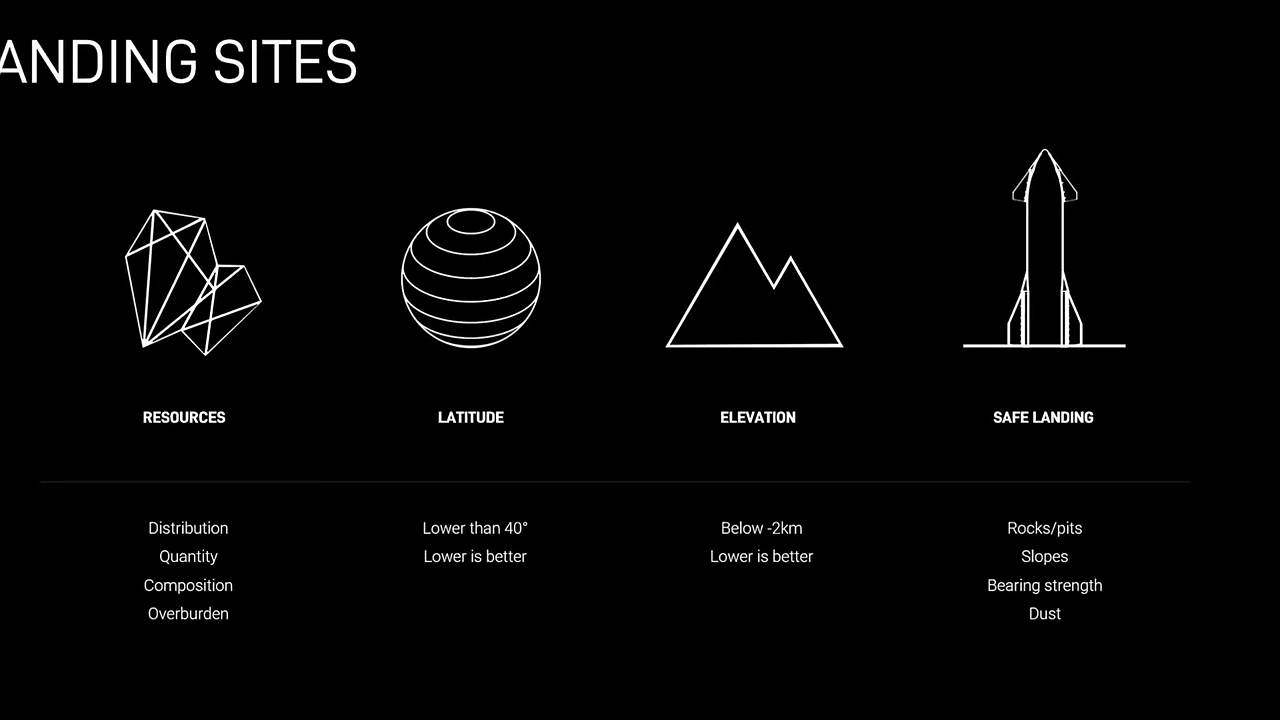 ANDING SITES
RESOURCES
LATITUDE
ELEVATION
SAFE LANDING
Distribution
Quantity
Composition
Overburden
Lower than 40°
Lower is better
Below -2km
Lower is better
Rocks/pits
Slopes
Bearing strength
Dust